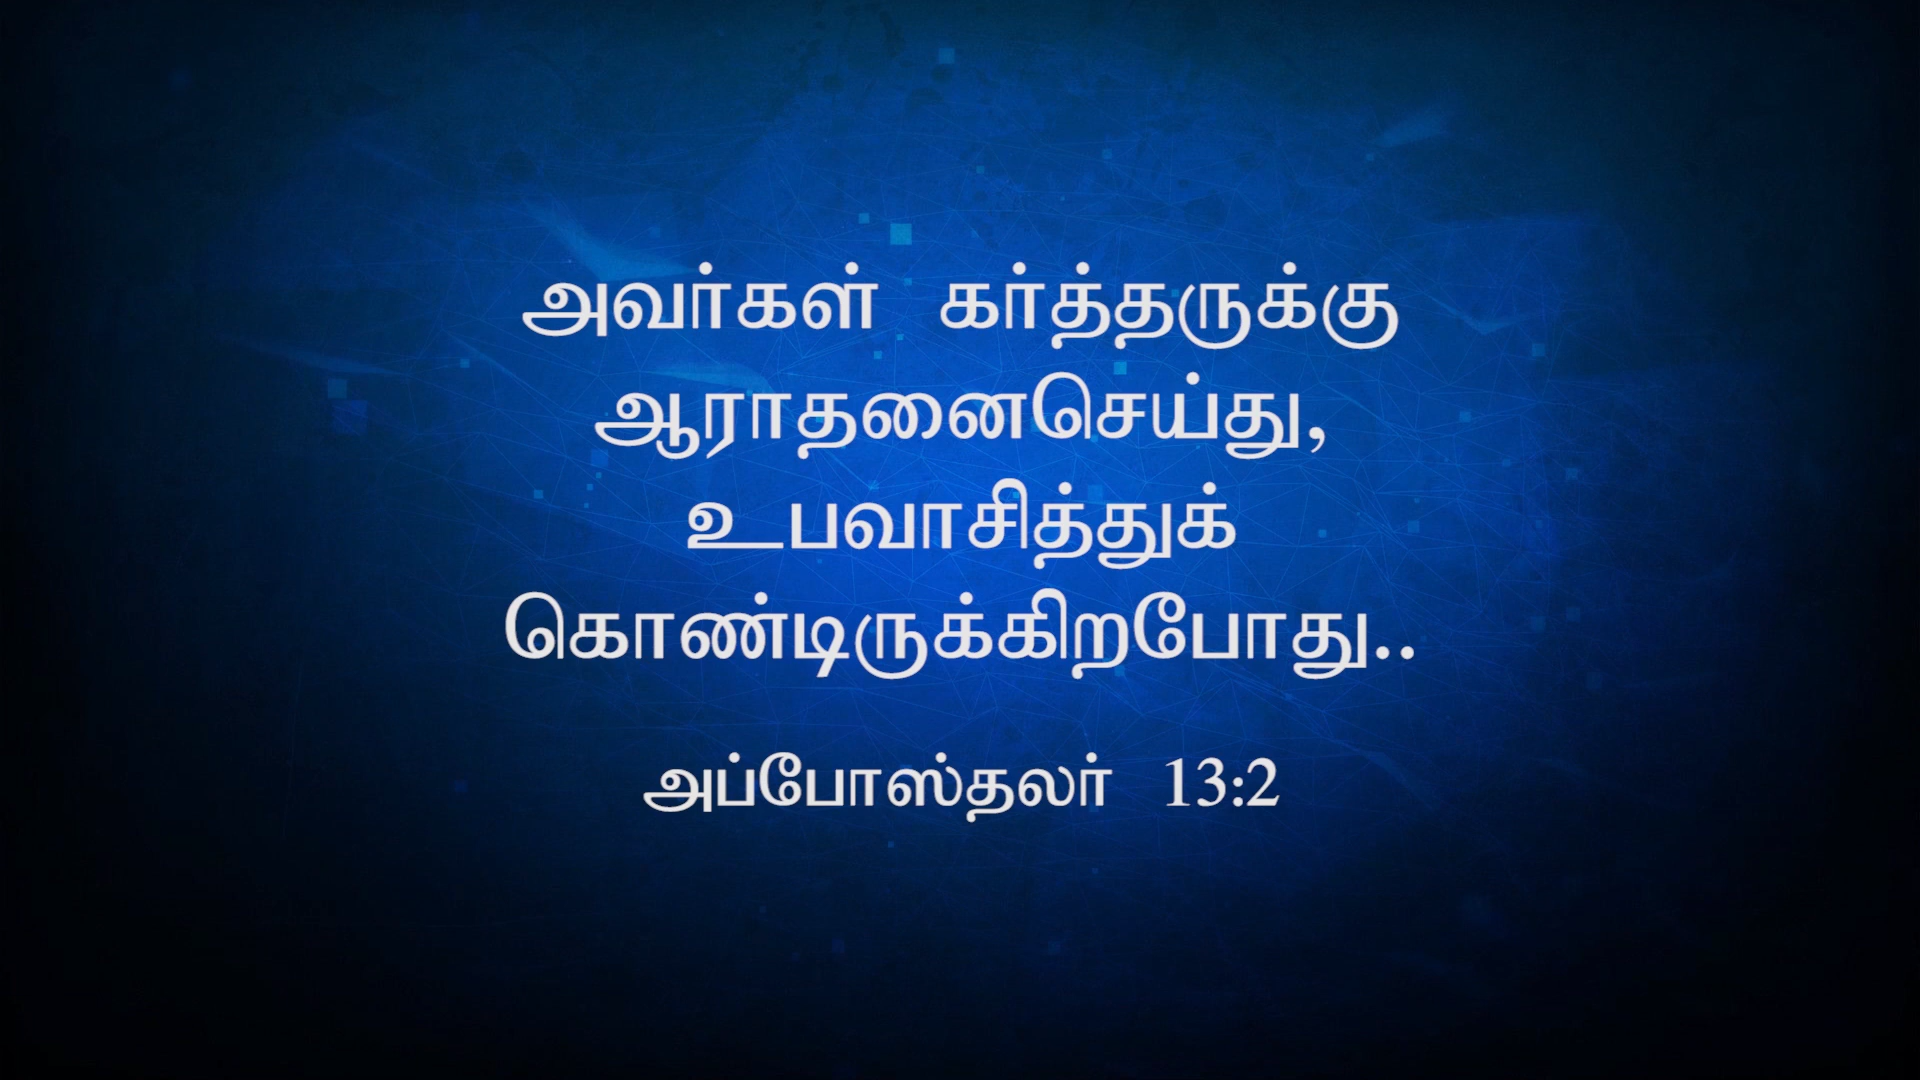 அவர்கள் கர்த்தருக்கு
ஆராதனைசெய்து,
உபவாசித்துக்
கொண்டிருக்கிறபோது..
அப்போஸ்தலர் 13:2